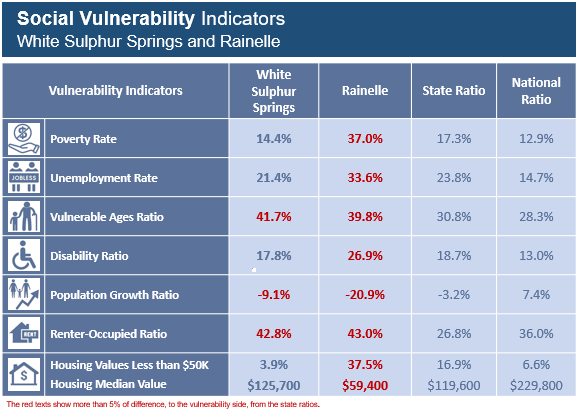 Social Vulnerability Indicators
White Sulphur Springs and Rainelle
Vulnerability Indicators White Sulphur Springs Rainelle State Ratio National Ratio
Poverty Rate 14.4% 37.0% 17.3% 12.9%
JOBLESS Unemployment Rate 21.4% 33.6% 23.8% 14.7%
Vulnerable Ages Ratio 41.7% 39.8% 30.8% 28.3%
Disability Ratio 17.8% 26.9% 18.7% 13.0%
Population Growth Ratio -9.1% -20.9% -3.2% 7.4%
RENT Renter-Occupied Ratio 42.8% 43.0% 26.8% 36.0%
Housing Values Less than $50K 3.9% 37.5% 16.9% 6.6%
Housing Median Value $125,700 $59,400 $119,600 $229,800
The red texts show more than 5% of difference, to the vulnerability side, from the state ratios.